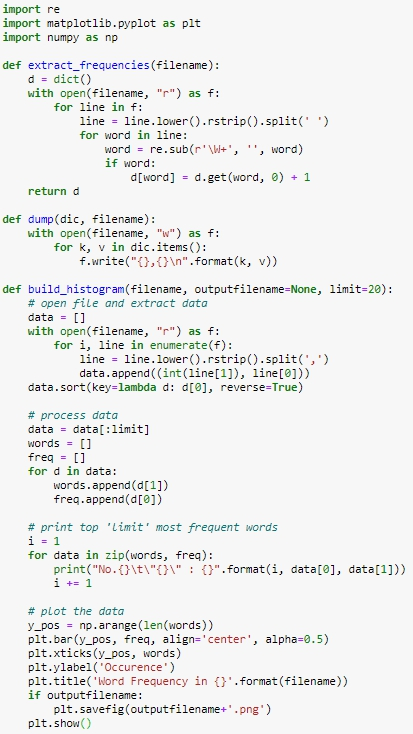 import re
import matplotlib.pyplot as plt
import numpy as np

def extract_frequencies(filename):
    d = dict()
    with open(filename, "r") as f:
        for line in f:
            line = line.lower().rstrip().split(' ')
            for word in line:
                word = re.sub(r'\W+', '', word)
                if word:
                    d[word] = d.get(word, 0) + 1
    return d

def dump(dic, filename):
    with open(filename, "w") as f:
        for k, v in dic.items():
            f.write("{},{}\n".format(k, v))

def build_histogram(filename, outputfilename=None, limit=20):
    # open file and extract data
    data = []
    with open(filename, "r") as f:
        for i, line in enumerate(f):
            line = line.lower().rstrip().split(',')
            data.append((int(line[1]), line[0]))
    data.sort(key=lambda d: d[0], reverse=True)

    # process data
    data = data[:limit]
    words = []
    freq = []
    for d in data:
        words.append(d[1])
        freq.append(d[0])

    # print top 'limit' most frequent words
    i = 1
    for data in zip(words, freq):
        print("No.{}\t\"{}\" : {}".format(i, data[0], data[1]))
        i += 1

    # plot the data
    y_pos = np.arange(len(words))
    plt.bar(y_pos, freq, align='center', alpha=0.5)
    plt.xticks(y_pos, words)
    plt.ylabel('Occurence')
    plt.title('Word Frequency in {}'.format(filename))
    if outputfilename:
        plt.savefig(outputfilename+'.png')
    plt.show()